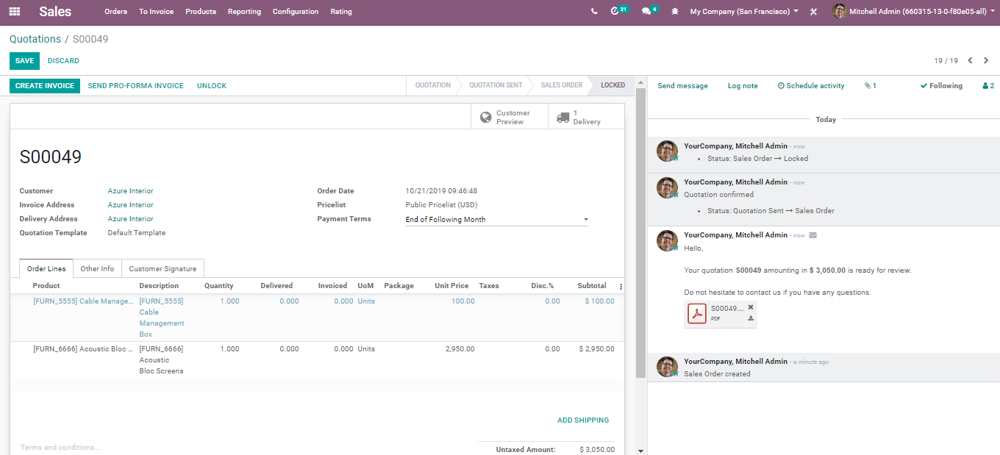 Sales Orders To Invoice Products Reporting Configuration Rating 21 4 My Company (San Francisco) Mitchell Admin (660315-13-0-f80e05-all)
Quotations / S00049
SAVE DISCARD 19 / 19
CREATE INVOICE SEND PRO-FORMA INVOICE UNLOCK QUOTATION QUOTATION SENT SALES ORDER LOCKED
Customer Preview
1 Delivery
S00049
Customer Azure Interior Order Date 10/21/2019 09:46:48
Invoice Address Azure Interior Pricelist Public Pricelist (USD)
Delivery Address Azure Interior Payment Terms End of Following Month
Quotation Template Default Template
Order Lines Other Info Customer Signature
Product Description Quantity Delivered Invoiced UoM Package Unit Price Taxes Disc.% Subtotal
[FURN_5555] Cable Manage... [FURN_5555] 1.000 0.000 0.000 Units 100.00 0.00 $ 100.00
Cable
Management
Box
[FURN_6666] Acoustic Bloc ... [FURN_6666] 1.000 0.000 0.000 Units 2,950.00 0.00 $ 2,950.00
Acoustic
Bloc Screens
ADD SHIPPING
Terms and conditions...
Untaxed Amount: $ 3,050.00
Send message Log note Schedule activity 1 Following 2
Today
YourCompany, Mitchell Admin - now
• Status: Sales Order → Locked
YourCompany, Mitchell Admin - now
Quotation confirmed
• Status: Quotation Sent → Sales Order
YourCompany, Mitchell Admin - now
Hello,
Your quotation S00049 amounting in $ 3,050.00 is ready for review.
Do not hesitate to contact us if you have any questions.
S00049....
PDF
YourCompany, Mitchell Admin - a minute ago
Sales Order created